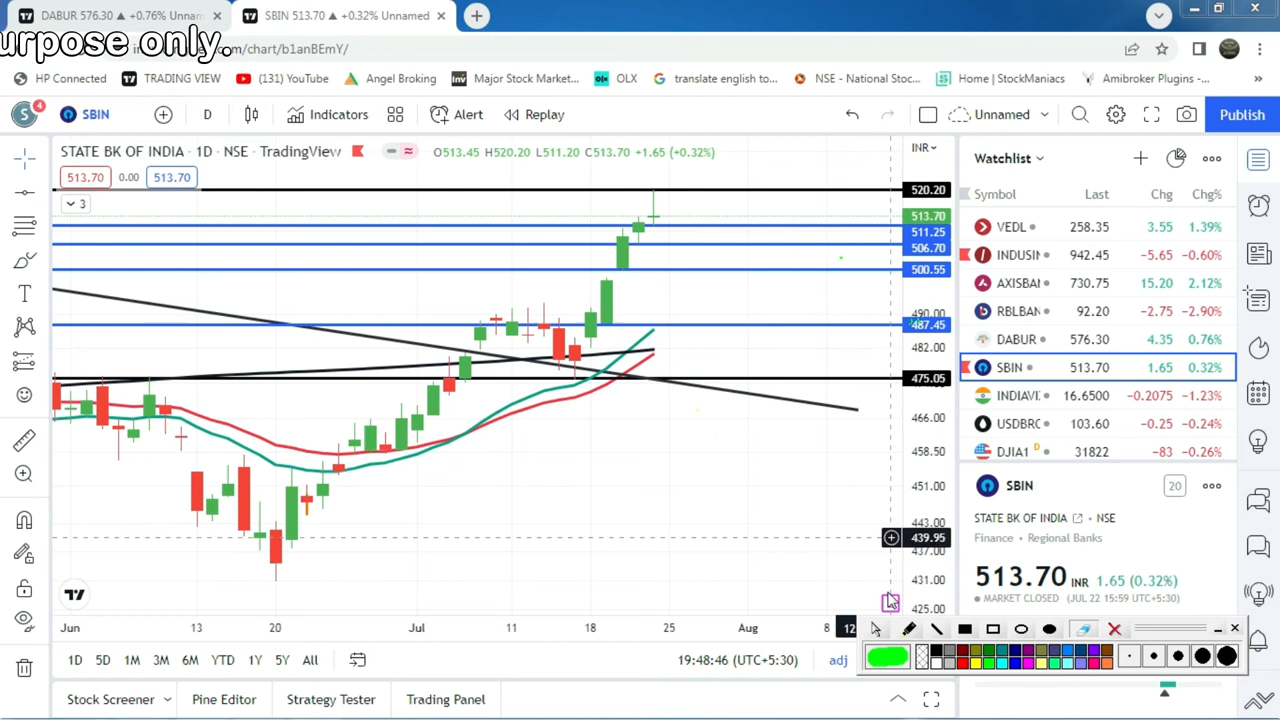 DABUR 576.30 ▲ +0.76% Unnam
SBIN 513.70 ▲ +0.32% Unnamed
urpose only.
.com/chart/b1anBEmY/
HP Connected
TRADING VIEW
(131) YouTube
Angel Broking
Major Stock Market...
OLX
translate english to...
NSE - National Stoc...
Home | StockManiacs
Amibroker Plugins -...
S
4
SBIN
D
Indicators
Alert
Replay
Unnamed
Publish
STATE BK OF INDIA · 1D · NSE · TradingView
O513.45 H520.20 L511.20 C513.70 +1.65 (+0.32%)
INR
513.70
0.00
513.70
3
520.20
513.70
511.25
506.70
500.55
490.00
487.45
482.00
475.05
466.00
458.50
451.00
443.00
439.95
437.00
431.00
425.00
Jun
13
20
Jul
11
18
25
Aug
8
12
Watchlist
Symbol Last Chg Chg%
VEDL 258.35 3.55 1.39%
INDUSIN 942.45 -5.65 -0.60%
AXISBAN 730.75 15.20 2.12%
RBLBAN 92.20 -2.75 -2.90%
DABUR 576.30 4.35 0.76%
SBIN 513.70 1.65 0.32%
INDIAVI 16.6500 -0.2075 -1.23%
USDBRO 103.60 -0.25 -0.24%
DJIA1 D 31822 -83 -0.26%
SBIN
20
STATE BK OF INDIA · NSE
Finance · Regional Banks
513.70 INR 1.65 (0.32%)
MARKET CLOSED (JUL 22 15:59 UTC+5:30)
1D 5D 1M 3M 6M YTD 1Y 5Y All
19:48:46 (UTC+5:30)
adj
Stock Screener
Pine Editor
Strategy Tester
Trading Panel